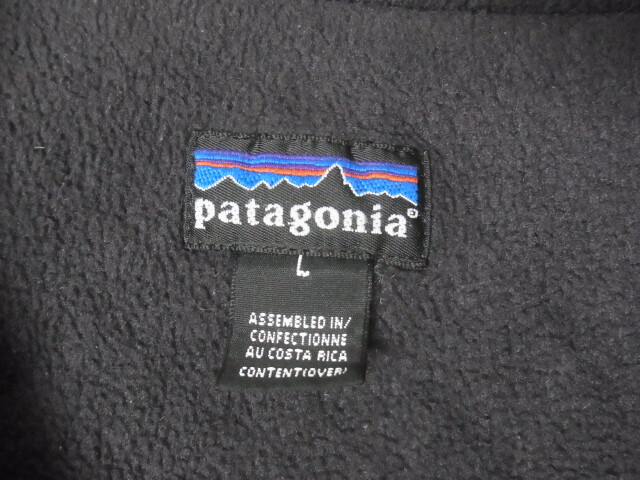 patagonia®
L
ASSEMBLED IN/
CONFECTIONNE
AU COSTA RICA
CONTENT(OVER)